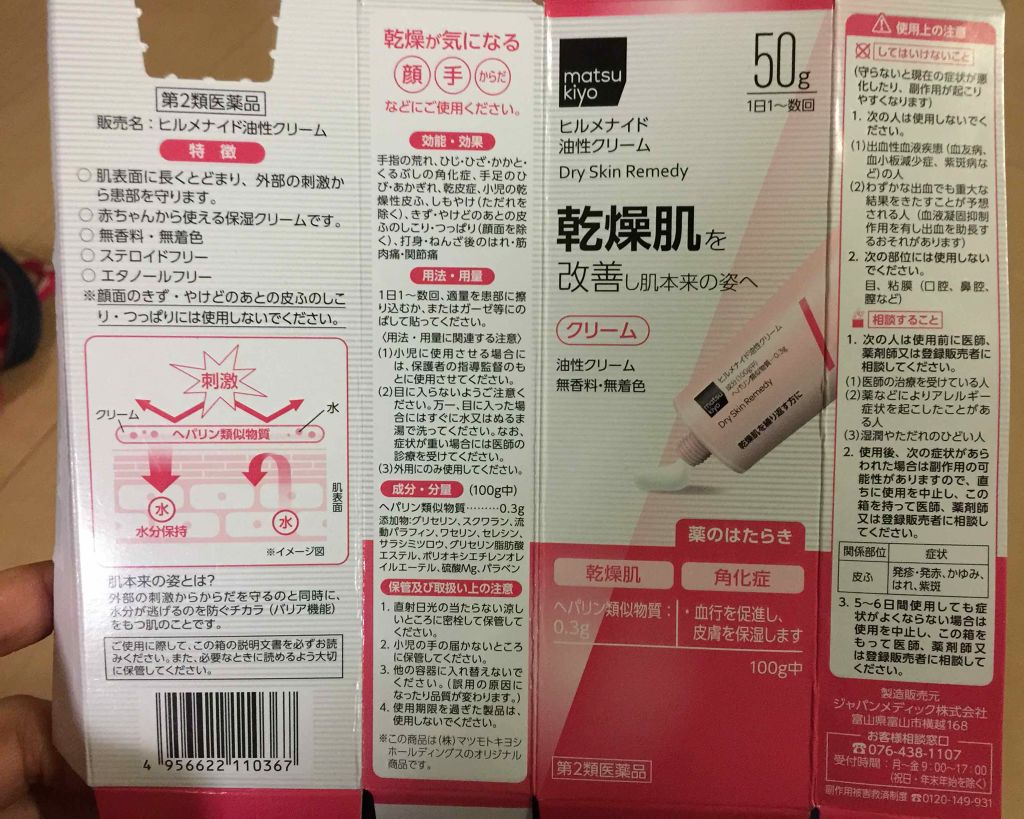 第2類医薬品
販売名：ヒルメナイド油性クリーム
特徴
○ 肌表面に長くとどまり、外部の刺激か
ら患部を守ります。
○ 赤ちゃんから使える保湿クリームです。
○ 無香料・無着色
○ ステロイドフリー
○ エタノールフリー
※顔面のきず・やけどのあとの皮ふのしこ
り・つっぱりには使用しないでください。
刺激
クリーム
水
ヘパリン類似物質
肌表面
水
水分保持
水
※イメージ図
肌本来の姿とは?
外部の刺激からからだを守るのと同時に、
水分が逃げるのを防ぐチカラ（バリア機能）
をもつ肌のことです。
ご使用に際して、この箱の説明文書を必ずお読
みください。また、必要なときに読めるよう大切
に保管してください。
4 956622 110367
乾燥が気になる
顔 手 からだ
などにご使用ください。
効能・効果
手指の荒れ、ひじ・ひざ・かかと・
くるぶしの角化症、手足のひ
び・あかぎれ、乾皮症、小児の乾
燥性皮ふ、しもやけ(ただれを
除く)、きず・やけどのあとの皮
ふのしこり・つっぱり(顔面を除
く)、打身・ねんざ後のはれ・筋
肉痛・関節痛
用法・用量
1日1～数回、適量を患部に擦
り込むか、またはガーゼ等にの
ばして貼ってください。
〈用法・用量に関連する注意〉
(1)小児に使用させる場合に
は、保護者の指導監督のも
とに使用させてください。
(2)目に入らないようご注意く
ださい。万一、目に入った場
合にはすぐに水又はぬるま
湯で洗ってください。なお、
症状が重い場合には医師の
診療を受けてください。
(3)外用にのみ使用してください。
成分・分量 (100g中)
ヘパリン類似物質………0.3g
添加物:グリセリン、スクワラン、流
動パラフィン、ワセリン、セレシン、
サラシミツロウ、グリセリン脂肪酸
エステル、ポリオキシエチレンオレ
イルエーテル、硫酸Mg、パラベン
保管及び取扱い上の注意
1. 直射日光の当たらない涼し
いところに密栓して保管して
ください。
2. 小児の手の届かないところ
に保管してください。
3. 他の容器に入れ替えないで
ください。(誤用の原因に
なったり品質が変わります。)
4. 使用期限を過ぎた製品は、
使用しないでください。
※この商品は(株)マツモトキヨシ
ホールディングスのオリジナル
商品です。
matsu
kiyo
50g
1日1～数回
ヒルメナイド
油性クリーム
Dry Skin Remedy
乾燥肌を
改善し肌本来の姿へ
クリーム
油性クリーム
無香料・無着色
matsu
kiyo
ヒルメナイド油性クリーム
成分(100g中)
ヘパリン類似物質…0.3g
Dry Skin Remedy
乾燥肌を繰り返す方に
薬のはたらき
乾燥肌
角化症
ヘパリン類似物質：
0.3g
・血行を促進し、
皮膚を保湿します
100g中
第2類医薬品
使用上の注意
してはいけないこと
(守らないと現在の症状が悪
化したり、副作用が起こり
やすくなります)
1. 次の人は使用しないでく
ださい。
(1)出血性血液疾患（血友病、
血小板減少症、紫斑病な
ど)の人
(2)わずかな出血でも重大な
結果をきたすことが予想
される人（血液凝固抑制
作用を有し出血を助長す
るおそれがあります）
2. 次の部位には使用しない
でください。
目、粘膜（口腔、鼻腔、
膣など）
相談すること
1. 次の人は使用前に医師、
薬剤師又は登録販売者に
相談してください。
(1)医師の治療を受けている人
(2)薬などによりアレルギー
症状を起こしたことがあ
る人
(3)湿潤やただれのひどい人
2. 使用後、次の症状があら
われた場合は副作用の可
能性がありますので、直
ちに使用を中止し、この
箱を持って医師、薬剤師
又は登録販売者に相談し
てください。
関係部位 症状
皮ふ 発疹・発赤、かゆみ、
はれ、紫斑
3. 5～6日間使用しても症
状がよくならない場合は
使用を中止し、この箱を
もって医師、薬剤師又
は登録販売者に相談して
ください。
製造販売元
ジャパンメディック株式会社
富山県富山市横越168
お客様相談窓口
☎076-438-1107
受付時間：月～金 9：00～17：00
(祝日・年末年始を除く)
副作用被害救済制度 ☎0120-149-931